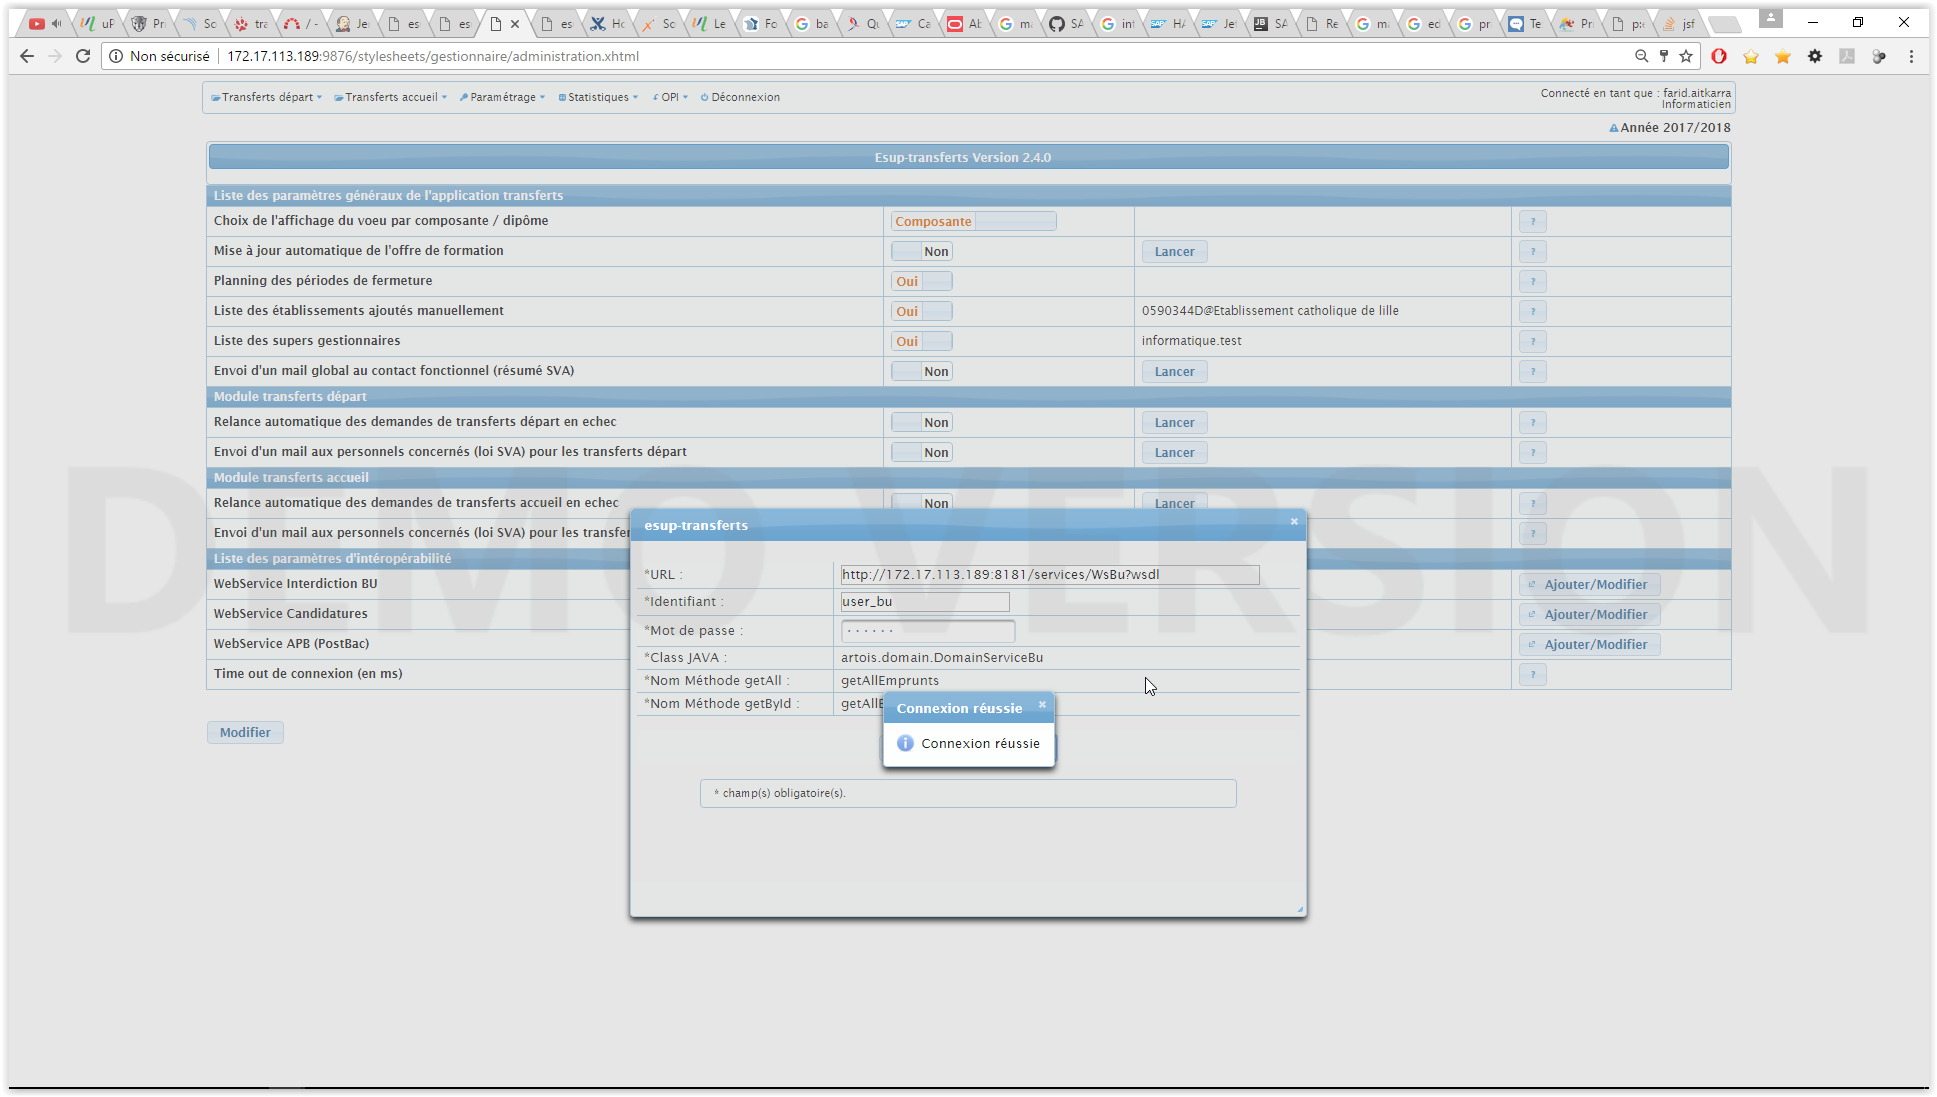 uP
Pr
Sc
tra
/ -
Je
es
es
es
Ho
Sc
Le
Fo
ba
Qu
Ca
Ab
ma
SA
int
HA
Je
SA
Re
ma
ed
pr
Te
Pri
p:c
jsf
Non sécurisé 172.17.113.189:9876/stylesheets/gestionnaire/administration.xhtml
Transferts départ Transferts accueil Paramétrage Statistiques OPI Déconnexion
Connecté en tant que : farid.aitkarra
Informaticien
Année 2017/2018
Esup-transferts Version 2.4.0
Liste des paramètres généraux de l'application transferts
Choix de l'affichage du voeu par composante / dipôme Composante ?
Mise à jour automatique de l'offre de formation Non Lancer ?
Planning des périodes de fermeture Oui ?
Liste des établissements ajoutés manuellement Oui 0590344D@Etablissement catholique de lille ?
Liste des supers gestionnaires Oui informatique.test ?
Envoi d'un mail global au contact fonctionnel (résumé SVA) Non Lancer ?
Module transferts départ
Relance automatique des demandes de transferts départ en echec Non Lancer ?
Envoi d'un mail aux personnels concernés (loi SVA) pour les transferts départ Non Lancer ?
Module transferts accueil
Relance automatique des demandes de transferts accueil en echec Non Lancer ?
Envoi d'un mail aux personnels concernés (loi SVA) pour les transfer ?
Liste des paramètres d'intéropérabilité
WebService Interdiction BU Ajouter/Modifier
WebService Candidatures Ajouter/Modifier
WebService APB (PostBac) Ajouter/Modifier
Time out de connexion (en ms) ?
Modifier
DEMO VERSION
esup-transferts
*URL : http://172.17.113.189:8181/services/WsBu?wsdl
*Identifiant : user_bu
*Mot de passe : ······
*Class JAVA : artois.domain.DomainServiceBu
*Nom Méthode getAll : getAllEmprunts
*Nom Méthode getById : getAllE
Connexion réussie
Connexion réussie
* champ(s) obligatoire(s).